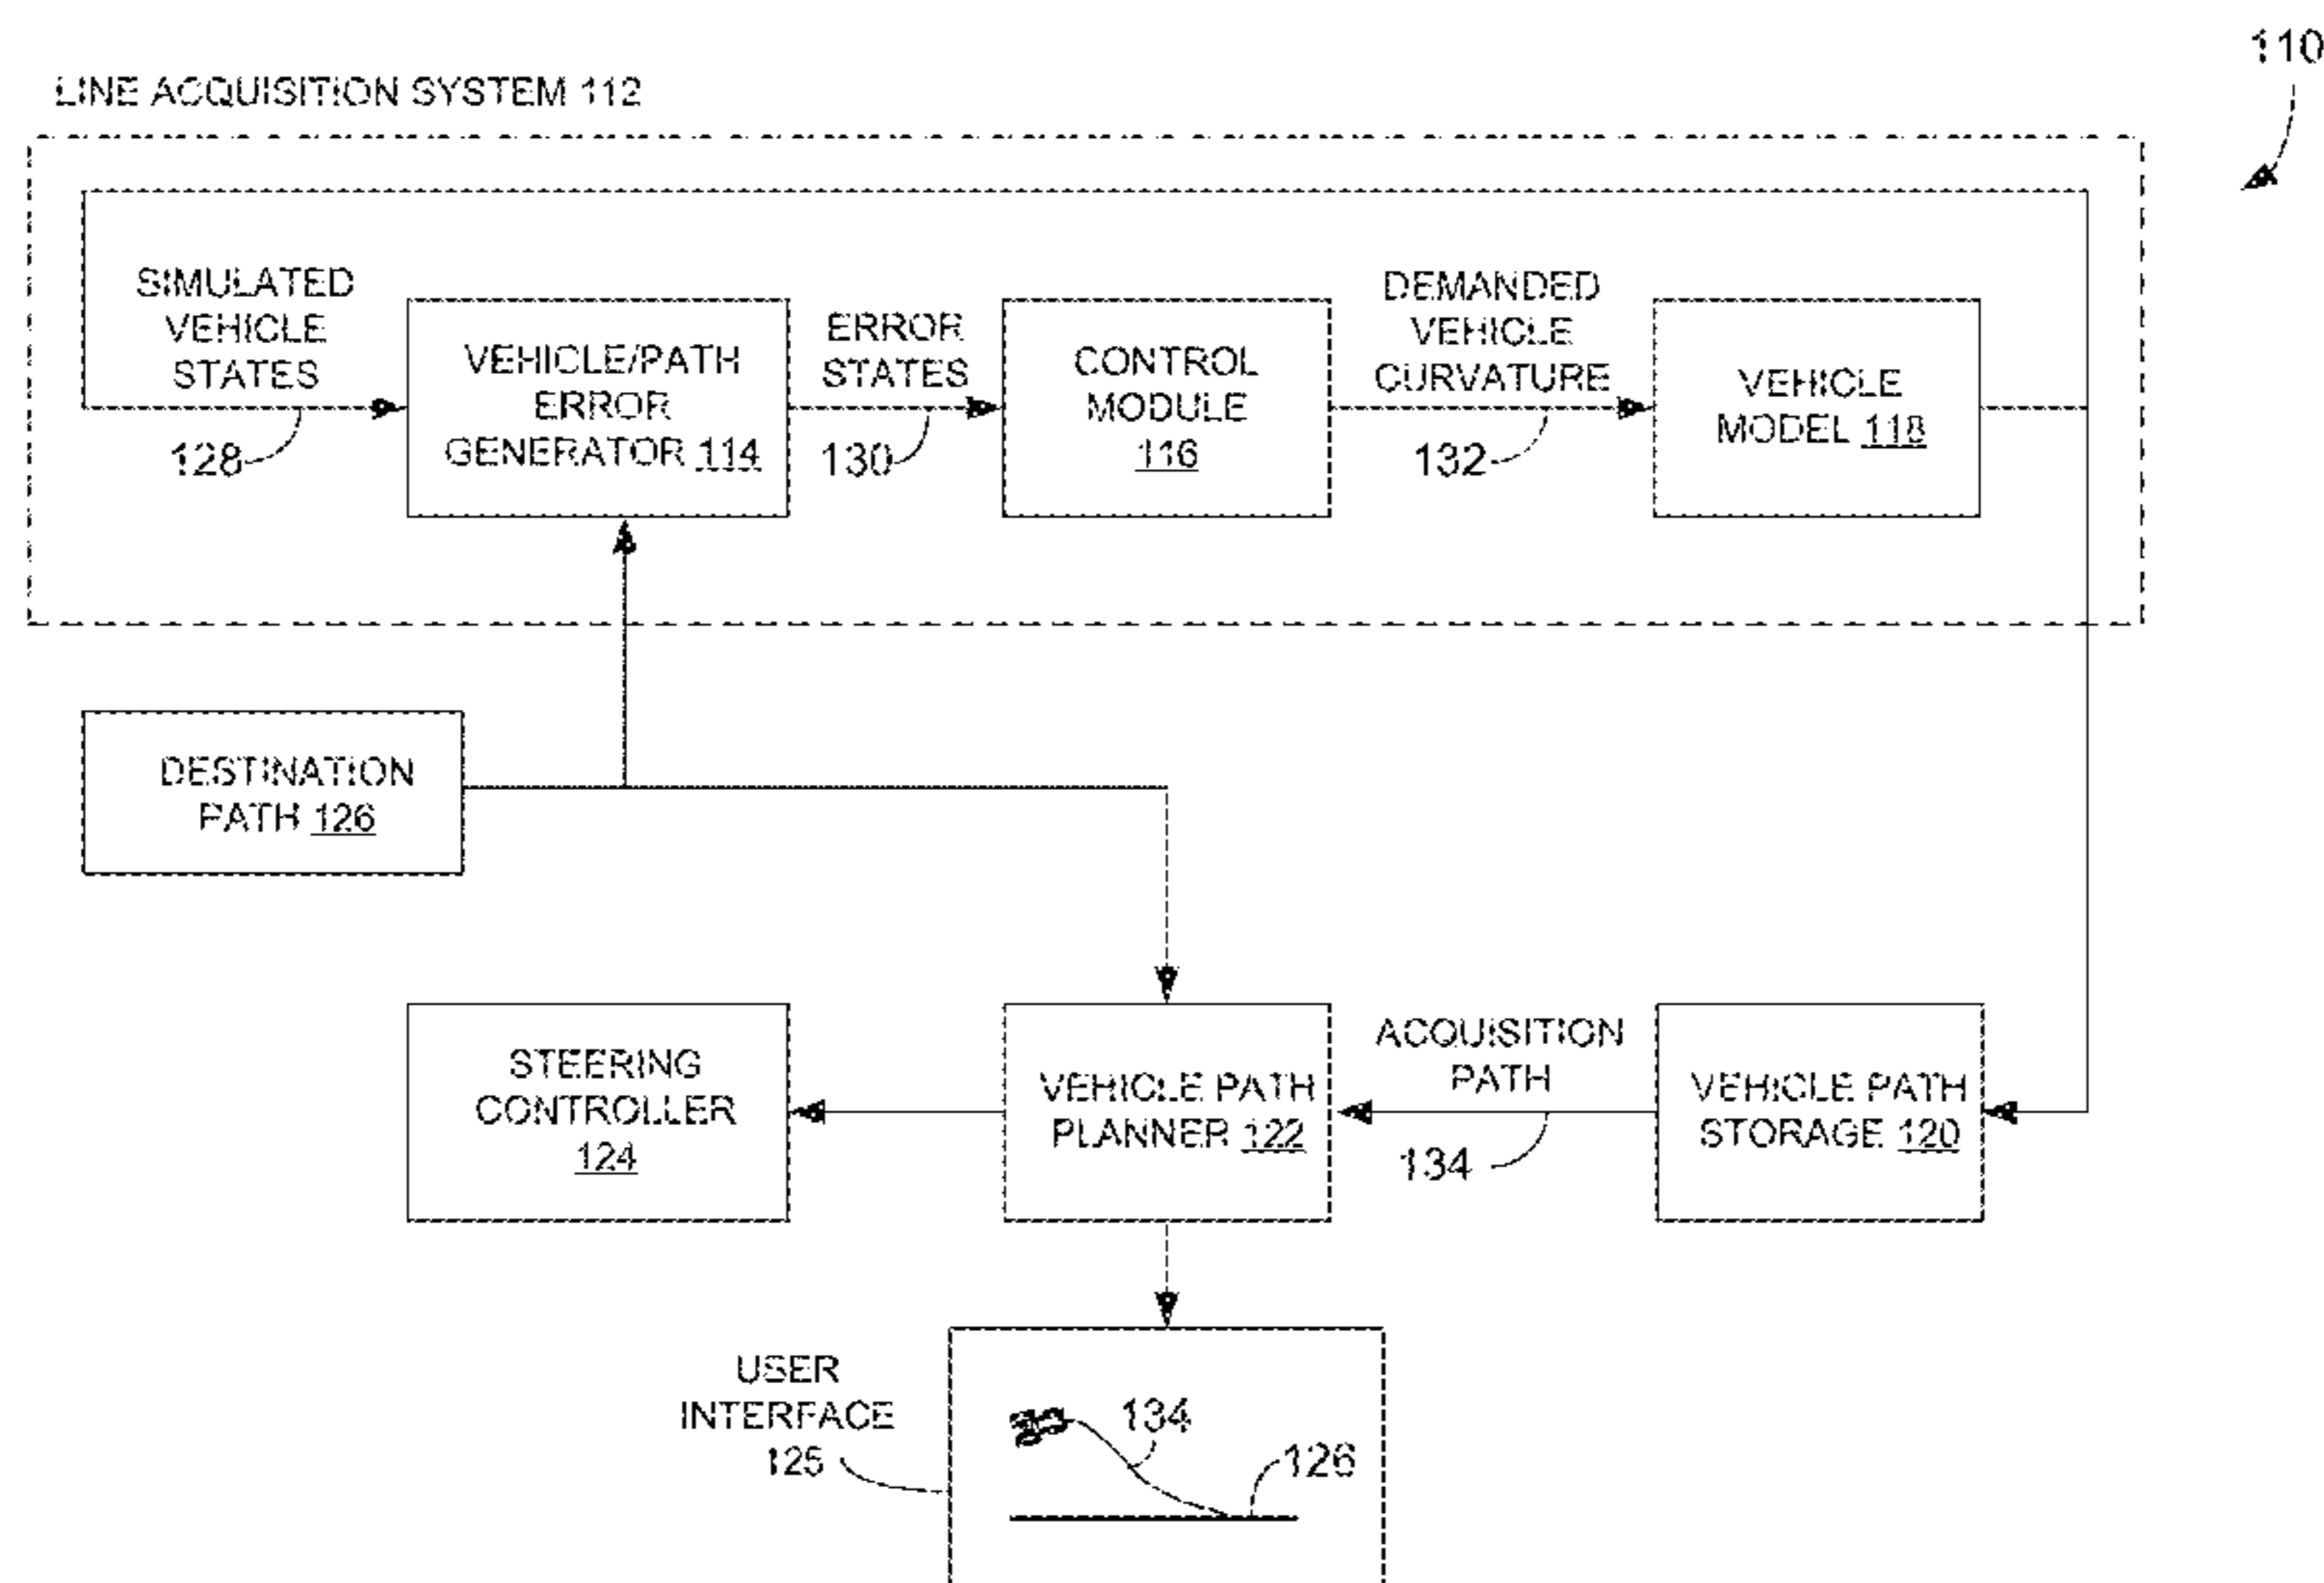 110
LINE ACQUISITION SYSTEM 112
SIMULATED
VEHICLE
STATES
128
VEHICLE/PATH
ERROR
GENERATOR 114
ERROR
STATES
130
CONTROL
MODULE
116
DEMANDED
VEHICLE
CURVATURE
132
VEHICLE
MODEL 118
DESTINATION
PATH 126
STEERING
CONTROLLER
124
VEHICLE PATH
PLANNER 122
ACQUISITION
PATH
134
VEHICLE PATH
STORAGE 120
USER
INTERFACE
125
134
126